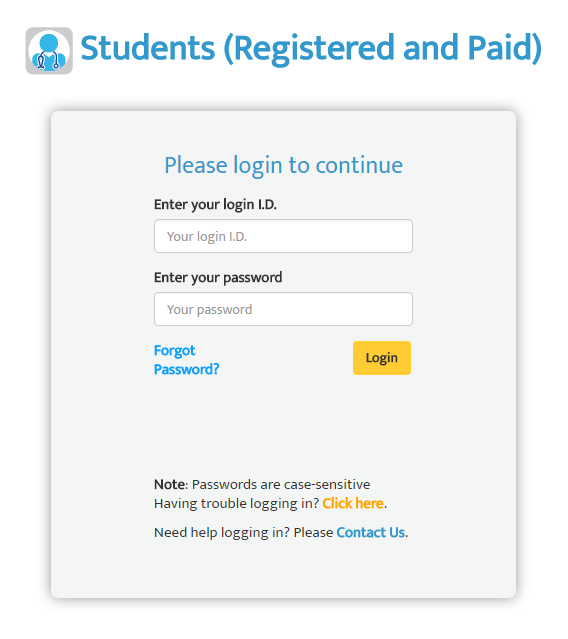 Students (Registered and Paid)
Please login to continue
Enter your login I.D.
Your login I.D.
Enter your password
Your password
Forgot
Password?
Login
Note: Passwords are case-sensitive
Having trouble logging in? Click here.
Need help logging in? Please Contact Us.